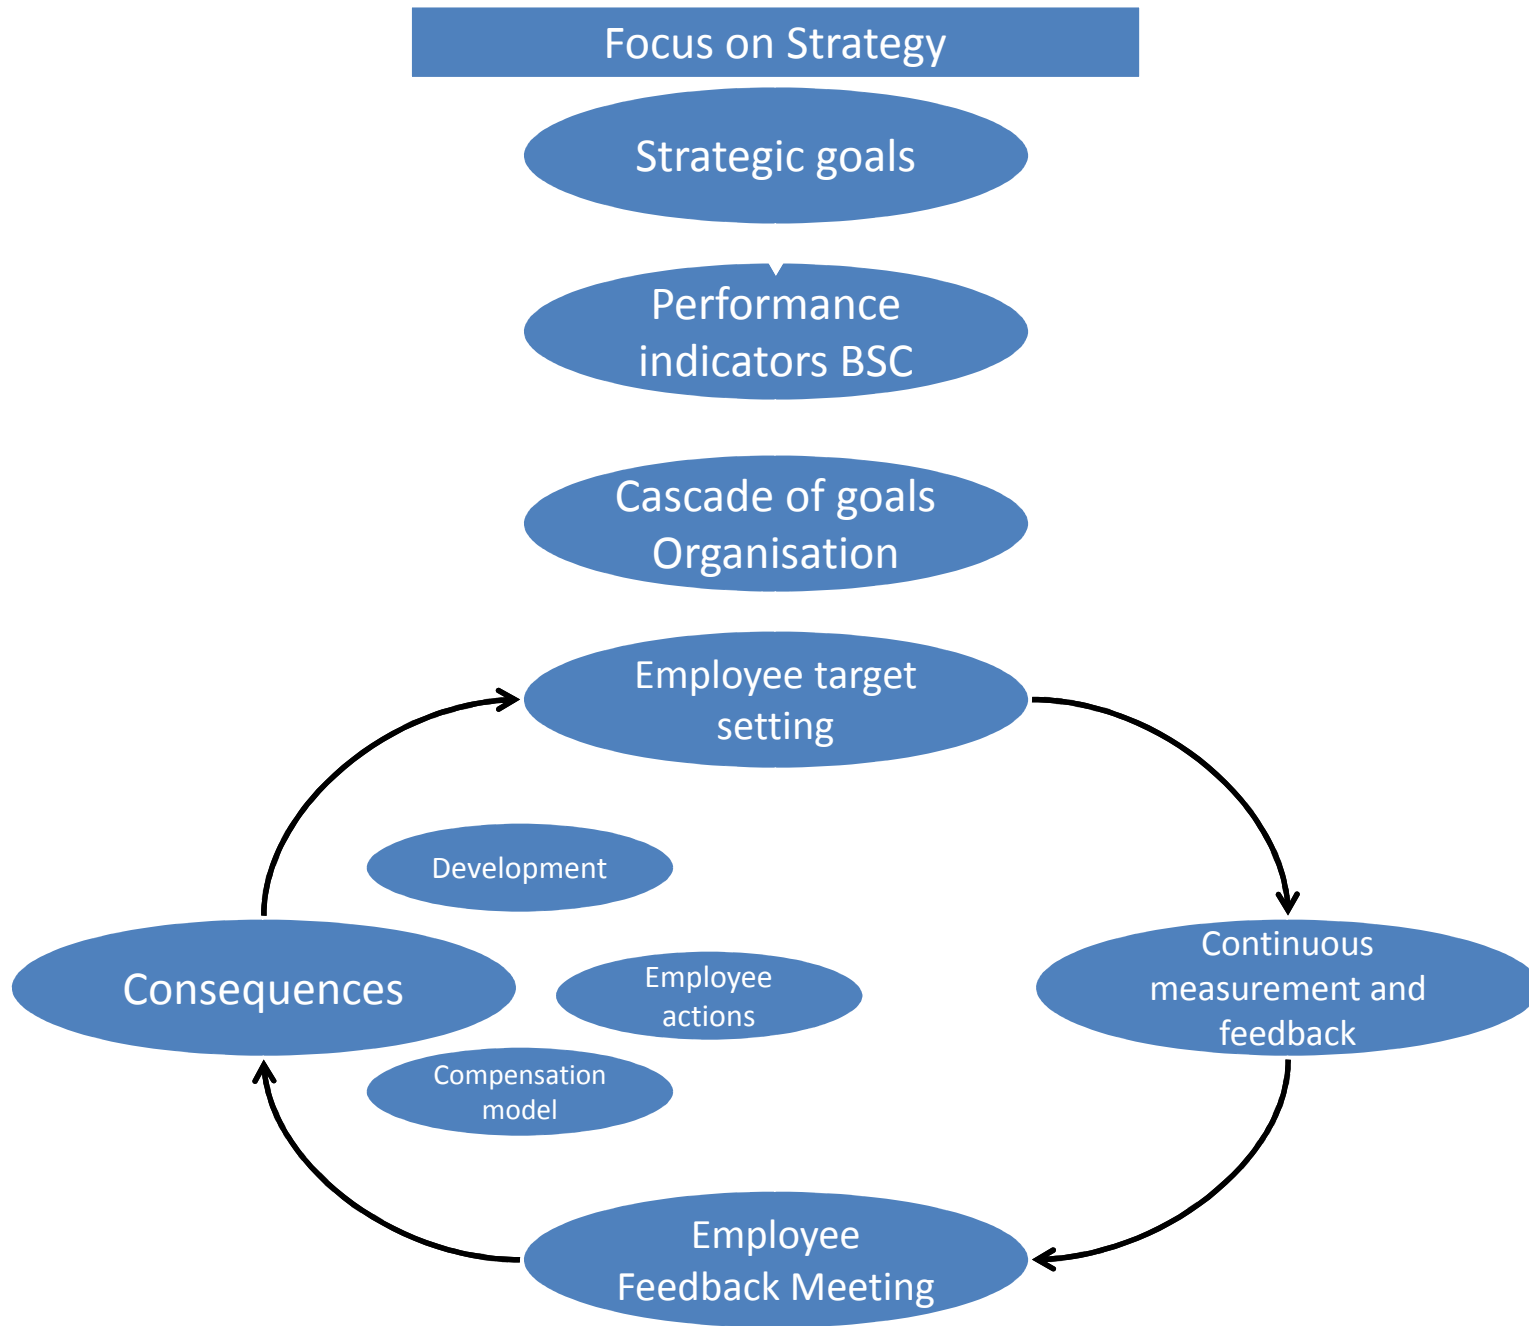 Focus on Strategy
Strategic goals
Performance
indicators BSC
Cascade of goals
Organisation
Employee target
setting
Development
Consequences
Employee
actions
Compensation
model
Continuous
measurement and
feedback
Employee
Feedback Meeting